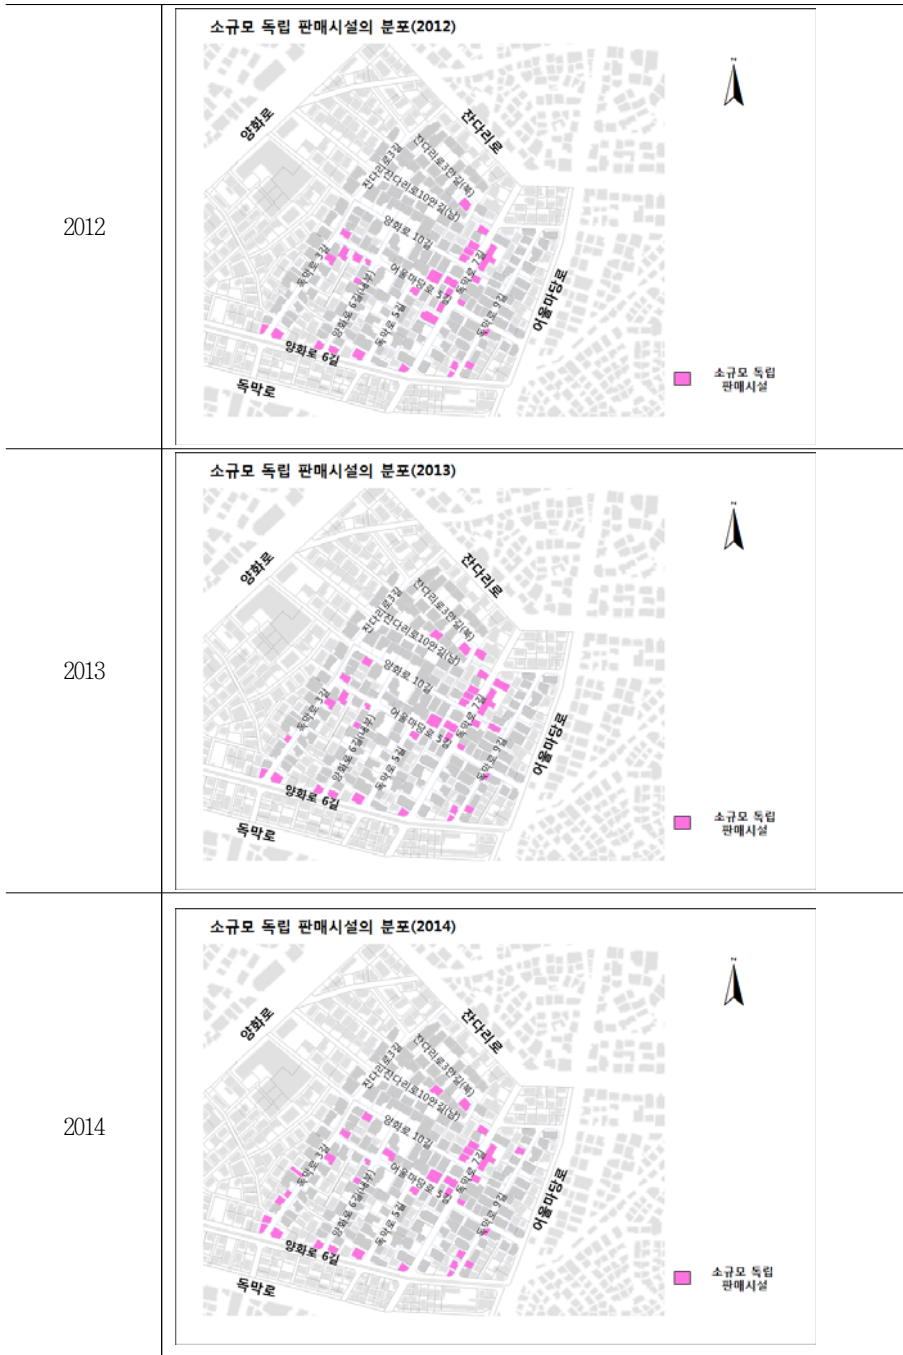 2012
소규모 독립 판매시설의 분포(2012)
N
양화로
잔다리로
잔다리로3길
잔다리로3안길(북)
잔다리로10안길(남)
양화로 10길
독막로 3길
어울마당로 5길
독막로 7길
양화로 6길(내부)
독막로 5길
독막로 9길
어울마당로
양화로 6길
독막로
소규모 독립
판매시설
2013
소규모 독립 판매시설의 분포(2013)
N
양화로
잔다리로
잔다리로3길
잔다리로3안길(북)
잔다리로10안길(남)
양화로 10길
독막로 3길
어울마당로 5길
독막로 7길
양화로 6길(내부)
독막로 5길
독막로 9길
어울마당로
양화로 6길
독막로
소규모 독립
판매시설
2014
소규모 독립 판매시설의 분포(2014)
N
양화로
잔다리로
잔다리로3길
잔다리로3안길(북)
잔다리로10안길(남)
양화로 10길
독막로 3길
어울마당로 5길
독막로 7길
양화로 6길(내부)
독막로 5길
독막로 9길
어울마당로
양화로 6길
독막로
소규모 독립
판매시설